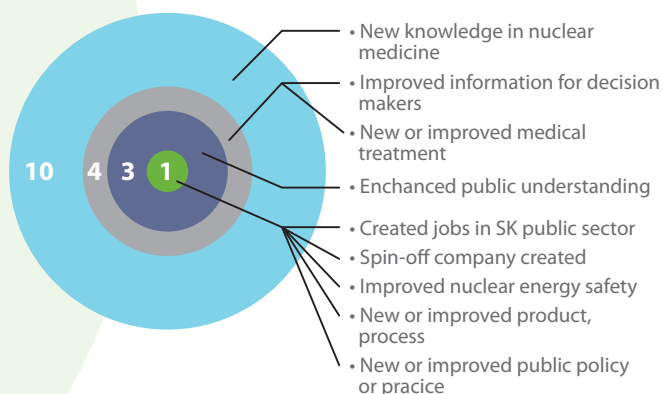 • New knowledge in nuclear
medicine
• Improved information for decision
makers
• New or improved medical
treatment
10 4 3 1
• Enchanced public understanding
• Created jobs in SK public sector
• Spin-off company created
• Improved nuclear energy safety
• New or improved product,
process
• New or improved public policy
or pracice